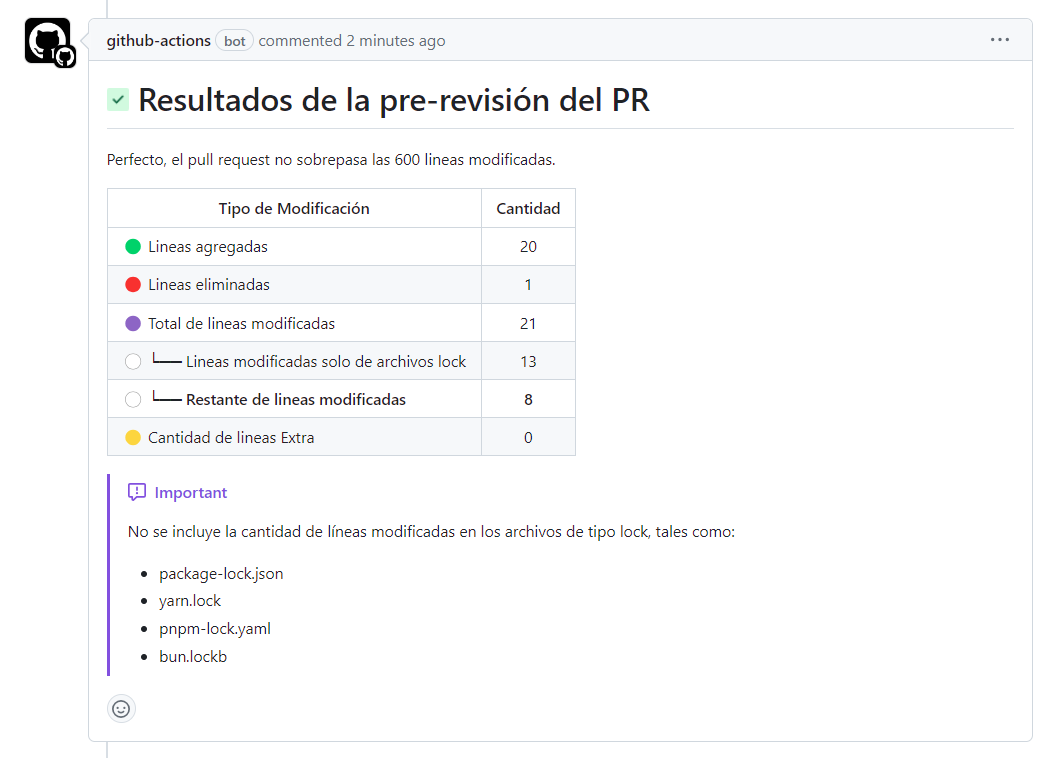 github-actions bot commented 2 minutes ago
Resultados de la pre-revisión del PR
Perfecto, el pull request no sobrepasa las 600 lineas modificadas.
Tipo de Modificación Cantidad
Lineas agregadas 20
Lineas eliminadas 1
Total de lineas modificadas 21
└── Lineas modificadas solo de archivos lock 13
└── Restante de lineas modificadas 8
Cantidad de lineas Extra 0
Important
No se incluye la cantidad de líneas modificadas en los archivos de tipo lock, tales como:
package-lock.json
yarn.lock
pnpm-lock.yaml
bun.lockb